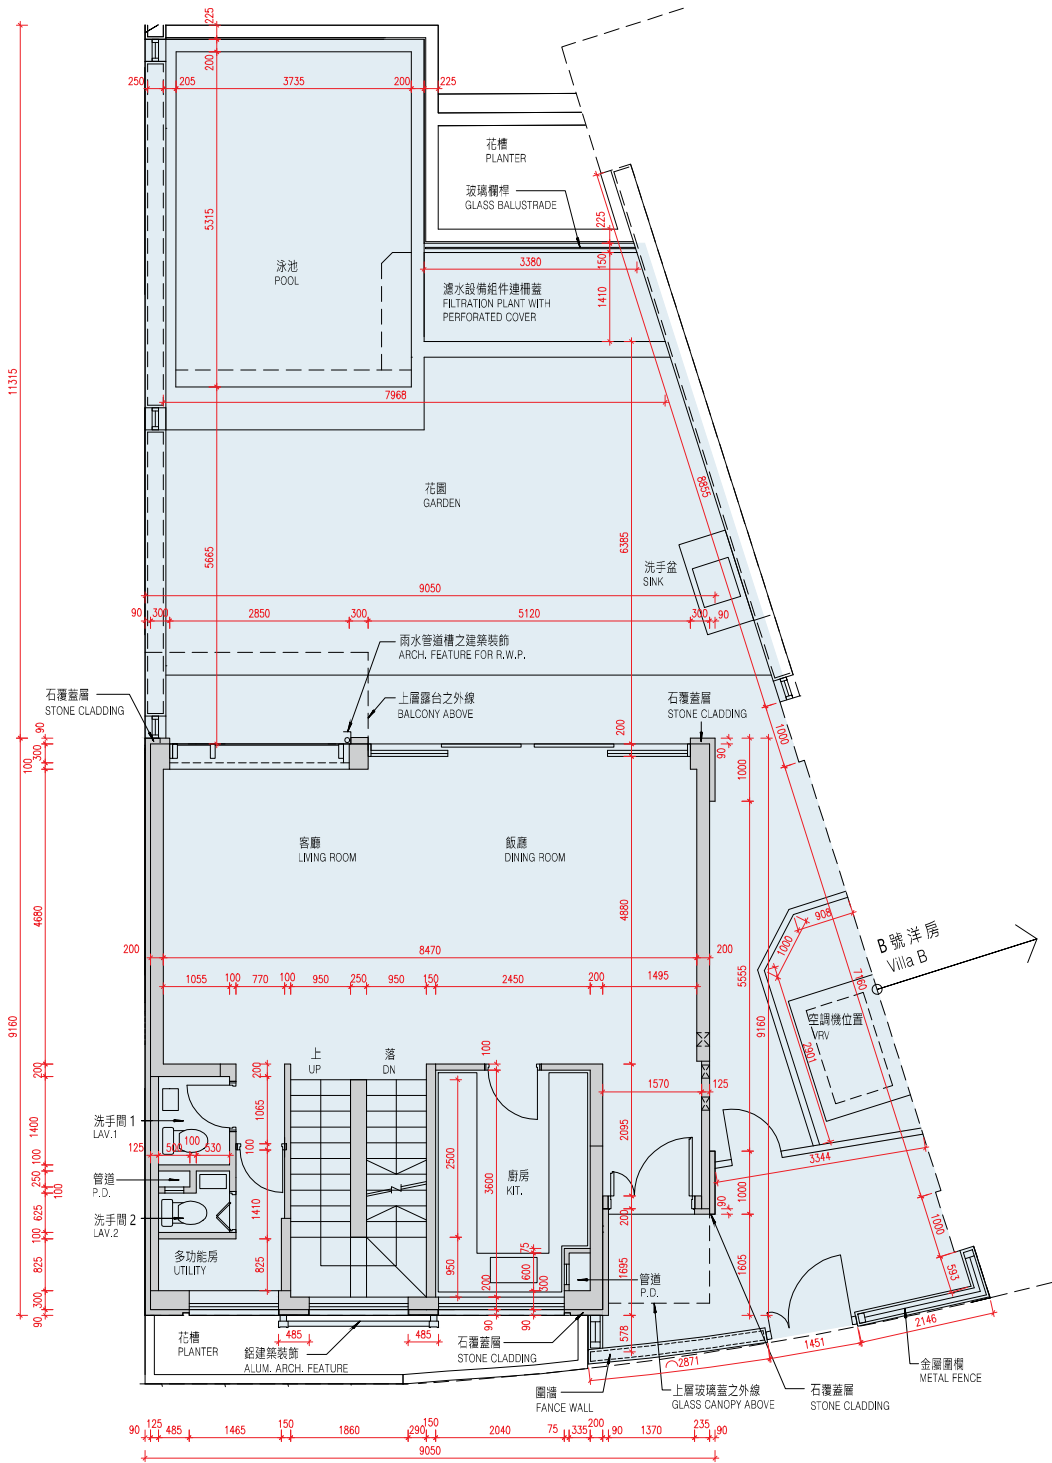 225
200
250
205
3735
200
225
花槽
PLANTER
玻璃欄桿
GLASS BALUSTRADE
225
150
1410
3380
5315
泳池
POOL
濾水設備組件連柵蓋
FILTRATION PLANT WITH
PERFORATED COVER
11315
7968
8855
花園
GARDEN
6385
5665
洗手盆
SINK
9050
90
300
2850
300
5120
300
90
雨水管道槽之建築裝飾
ARCH. FEATURE FOR R.W.P.
石覆蓋層
STONE CLADDING
上層露台之外線
BALCONY ABOVE
石覆蓋層
STONE CLADDING
90
300
100
200
90
1000
1000
客廳
LIVING ROOM
飯廳
DINING ROOM
4680
4880
200
8470
200
5555
908
1000
7160
B 號洋房
Villa B
1055
100
770
100
950
250
950
150
2450
200
1495
9160
9160
空調機位置
VRV
2901
上
UP
落
DN
100
200
200
1570
125
洗手間 1
LAV.1
1400
1065
2095
125
500
100
530
100
100
2500
3600
廚房
KIT.
3344
管道
P.D.
250
100
1000
90
洗手間 2
LAV.2
625
1410
200
1000
100
多功能房
UTILITY
825
825
950
75
600
300
200
1695
管道
P.D.
1605
593
300
90
90
90
485
485
578
2146
花槽
PLANTER
鋁建築裝飾
ALUM. ARCH. FEATURE
石覆蓋層
STONE CLADDING
2871
1451
金屬圍欄
METAL FENCE
圍牆
FANCE WALL
上層玻璃蓋之外線
GLASS CANOPY ABOVE
石覆蓋層
STONE CLADDING
90
125
485
1465
150
1860
290
150
2040
75
335
200
90
1370
235
90
9050